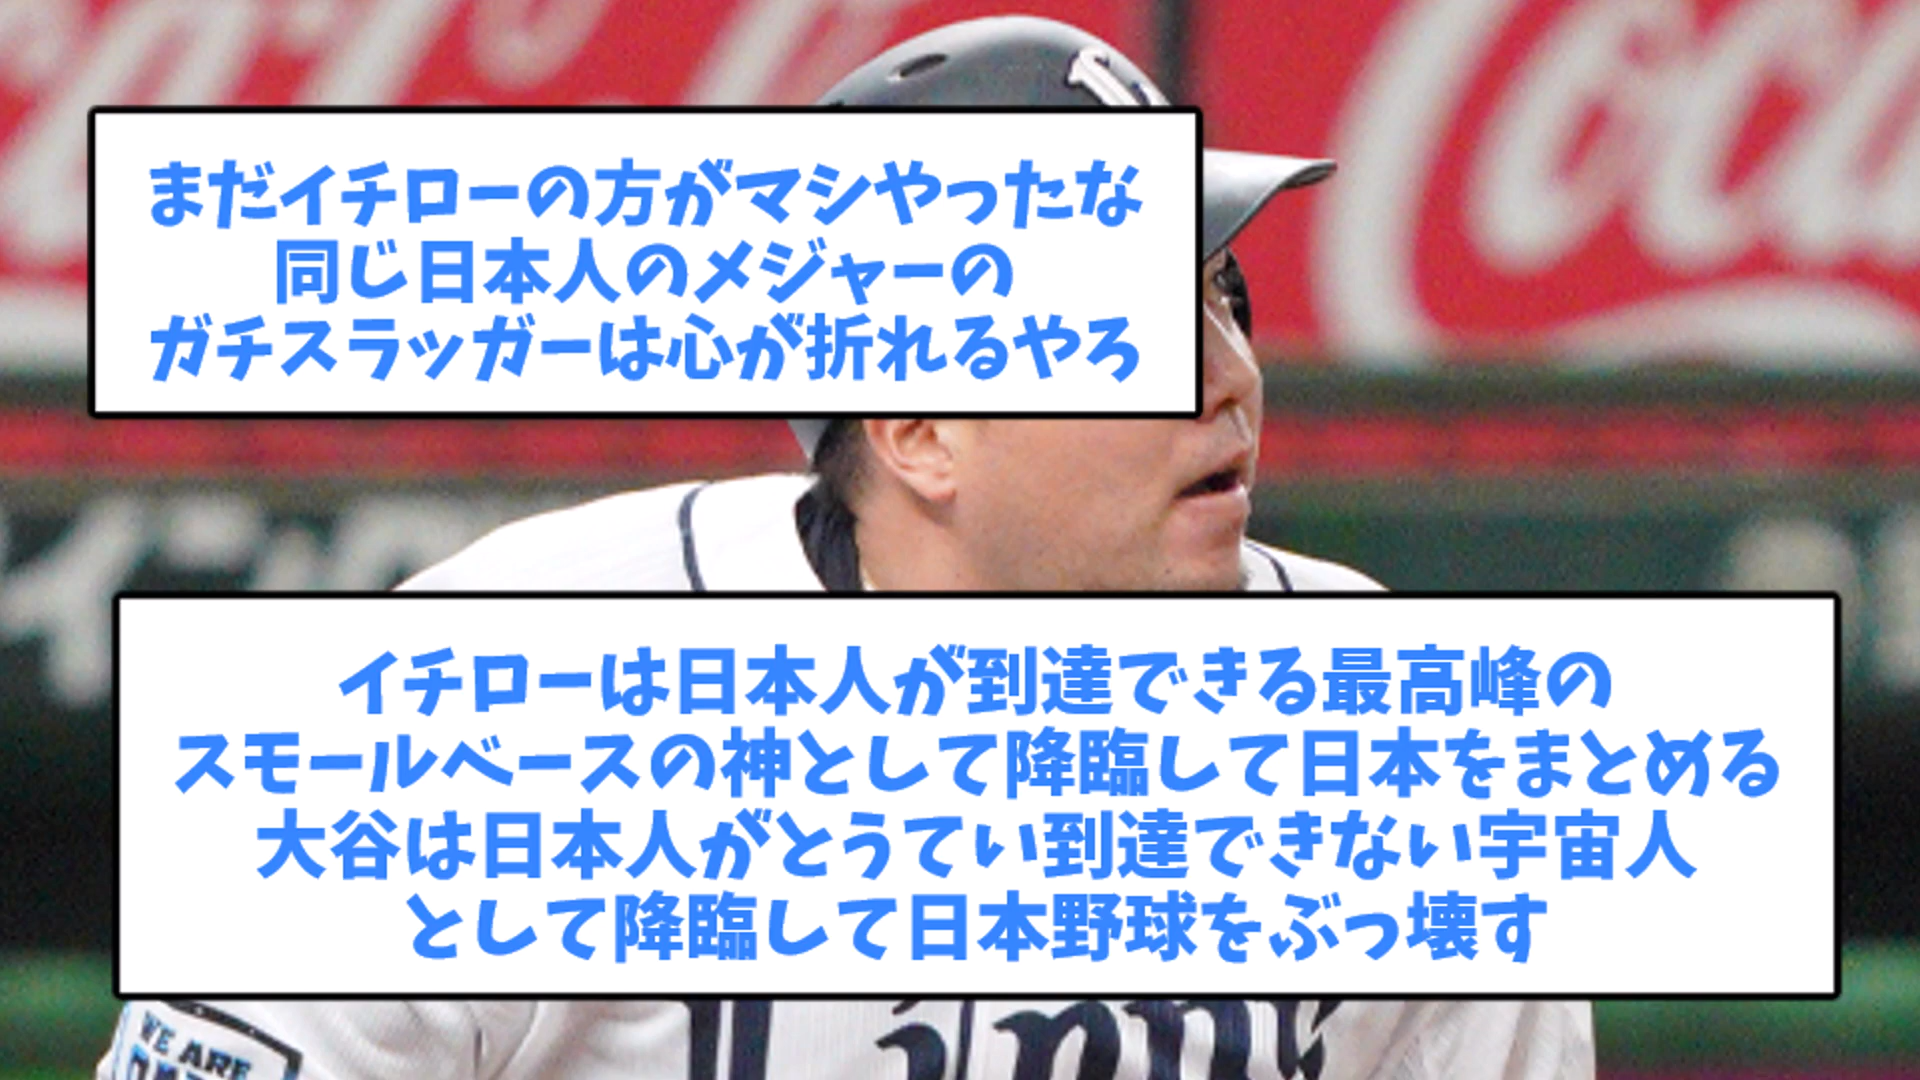 まだイチローの方がマシやったな
同じ日本人のメジャーの
ガチスラッガーは心が折れるやろ
イチローは日本人が到達できる最高峰の
スモールベースの神として降臨して日本をまとめる
大谷は日本人がとうてい到達できない宇宙人
として降臨して日本野球をぶっ壊す
WE ARE